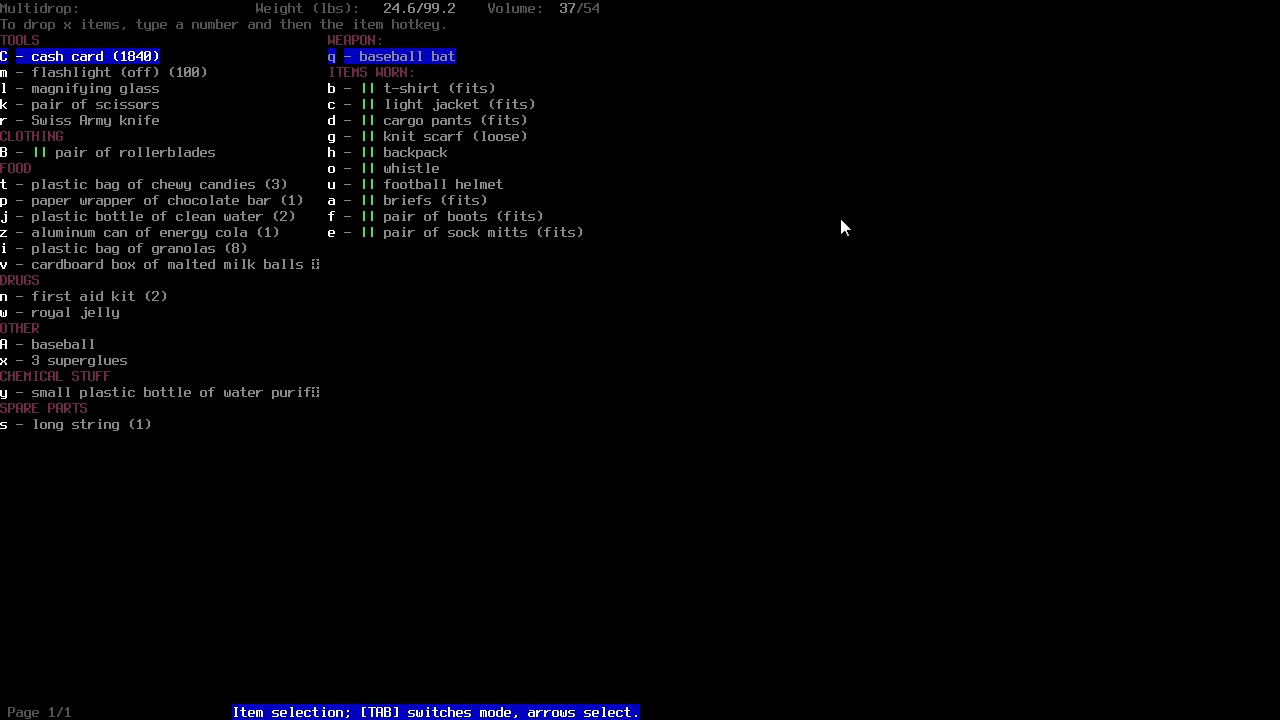 Multidrop: Weight (lbs): 24.6/99.2 Volume: 37/54
To drop x items, type a number and then the item hotkey.
TOOLS
C - cash card (1840)
m - flashlight (off) (100)
l - magnifying glass
k - pair of scissors
r - Swiss Army knife
CLOTHING
B - || pair of rollerblades
FOOD
t - plastic bag of chewy candies (3)
p - paper wrapper of chocolate bar (1)
j - plastic bottle of clean water (2)
z - aluminum can of energy cola (1)
i - plastic bag of granolas (8)
v - cardboard box of malted milk balls
DRUGS
n - first aid kit (2)
w - royal jelly
OTHER
A - baseball
x - 3 superglues
CHEMICAL STUFF
y - small plastic bottle of water purif
SPARE PARTS
s - long string (1)
WEAPON:
q - baseball bat
ITEMS WORN:
b - || t-shirt (fits)
c - || light jacket (fits)
d - || cargo pants (fits)
g - || knit scarf (loose)
h - || backpack
o - || whistle
u - || football helmet
a - || briefs (fits)
f - || pair of boots (fits)
e - || pair of sock mitts (fits)
Page 1/1
Item selection; [TAB] switches mode, arrows select.